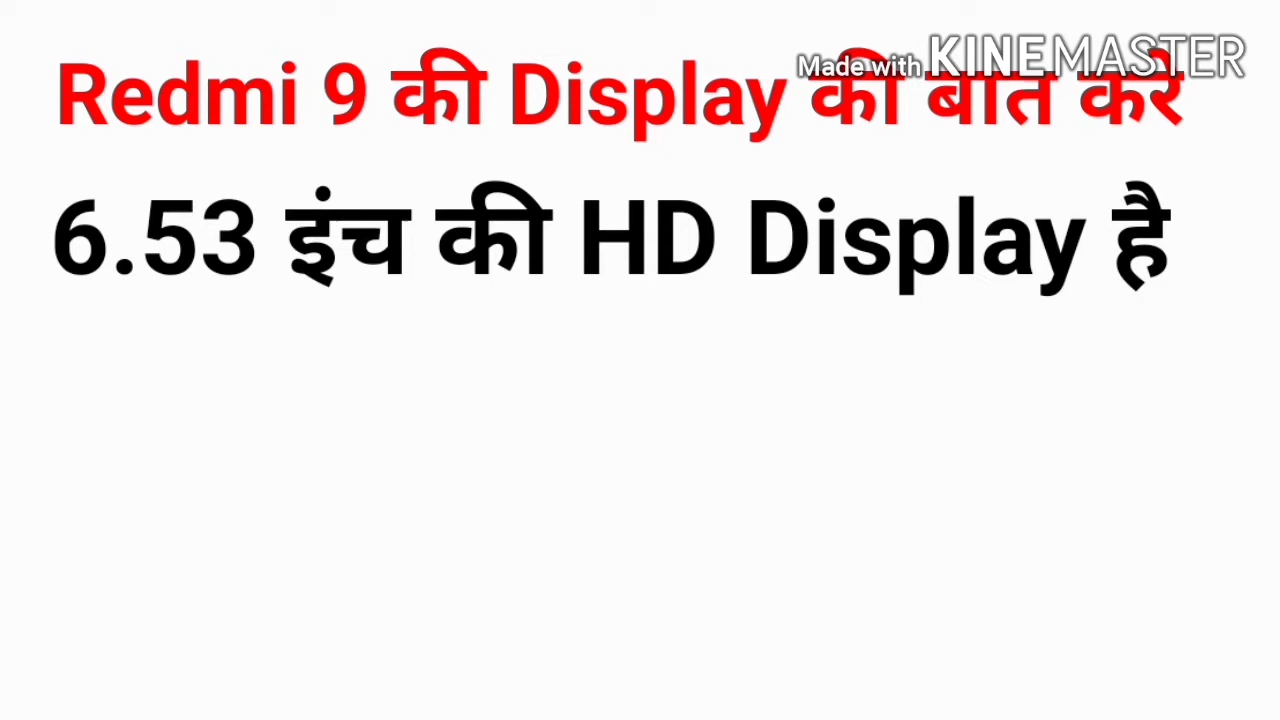 Made with KINEMASTER
Redmi 9 की Display की बात करे
6.53 इंच की HD Display है